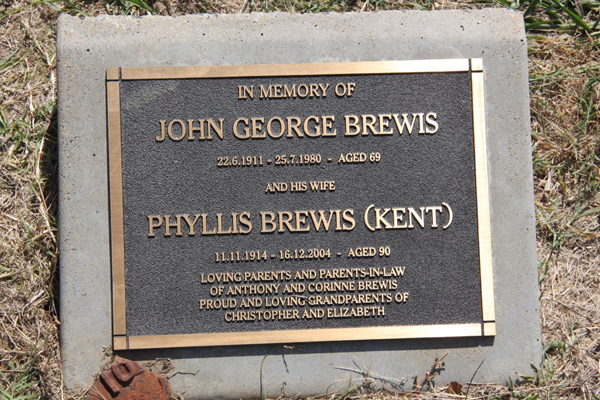 IN MEMORY OF
JOHN GEORGE BREWIS
22.6.1911 - 25.7.1980 - AGED 69
AND HIS WIFE
PHYLLIS BREWIS (KENT)
11.11.1914 - 16.12.2004 - AGED 90
LOVING PARENTS AND PARENTS-IN-LAW
OF ANTHONY AND CORINNE BREWIS
PROUD AND LOVING GRANDPARENTS OF
CHRISTOPHER AND ELIZABETH